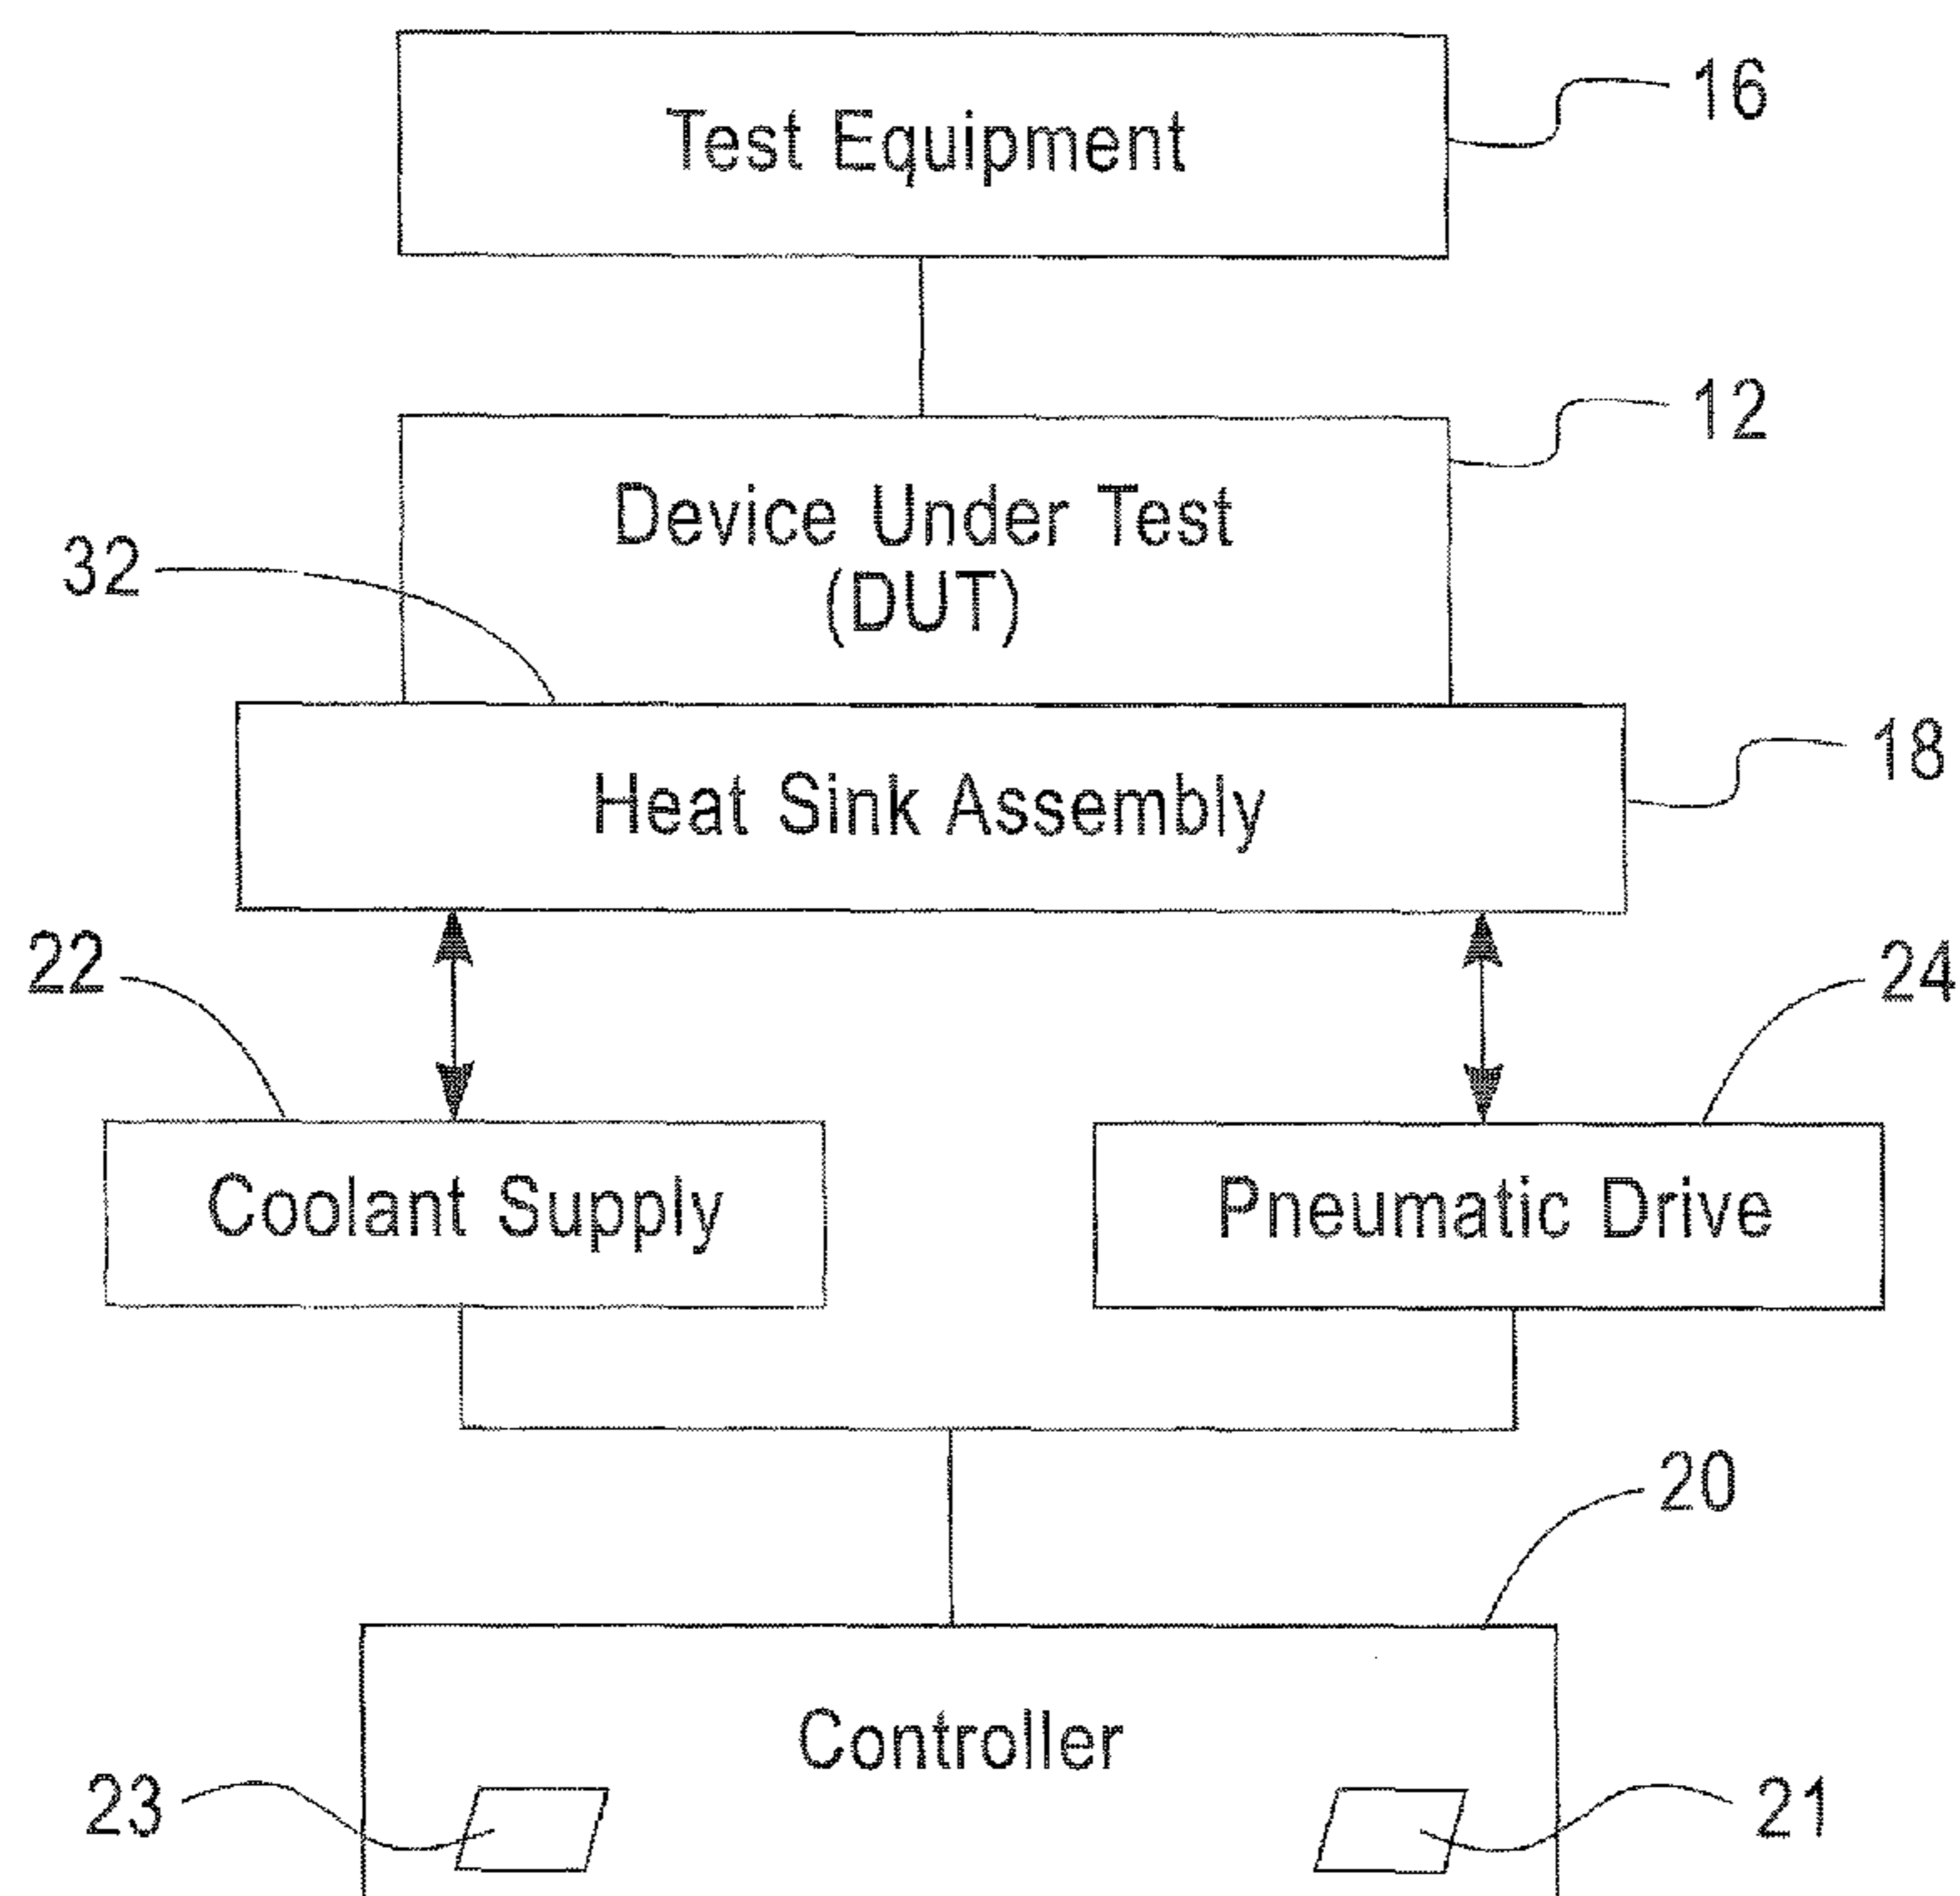 Test Equipment
16
12
Device Under Test
(DUT)
32
18
Heat Sink Assembly
22
24
Coolant Supply
Pneumatic Drive
20
Controller
23
21